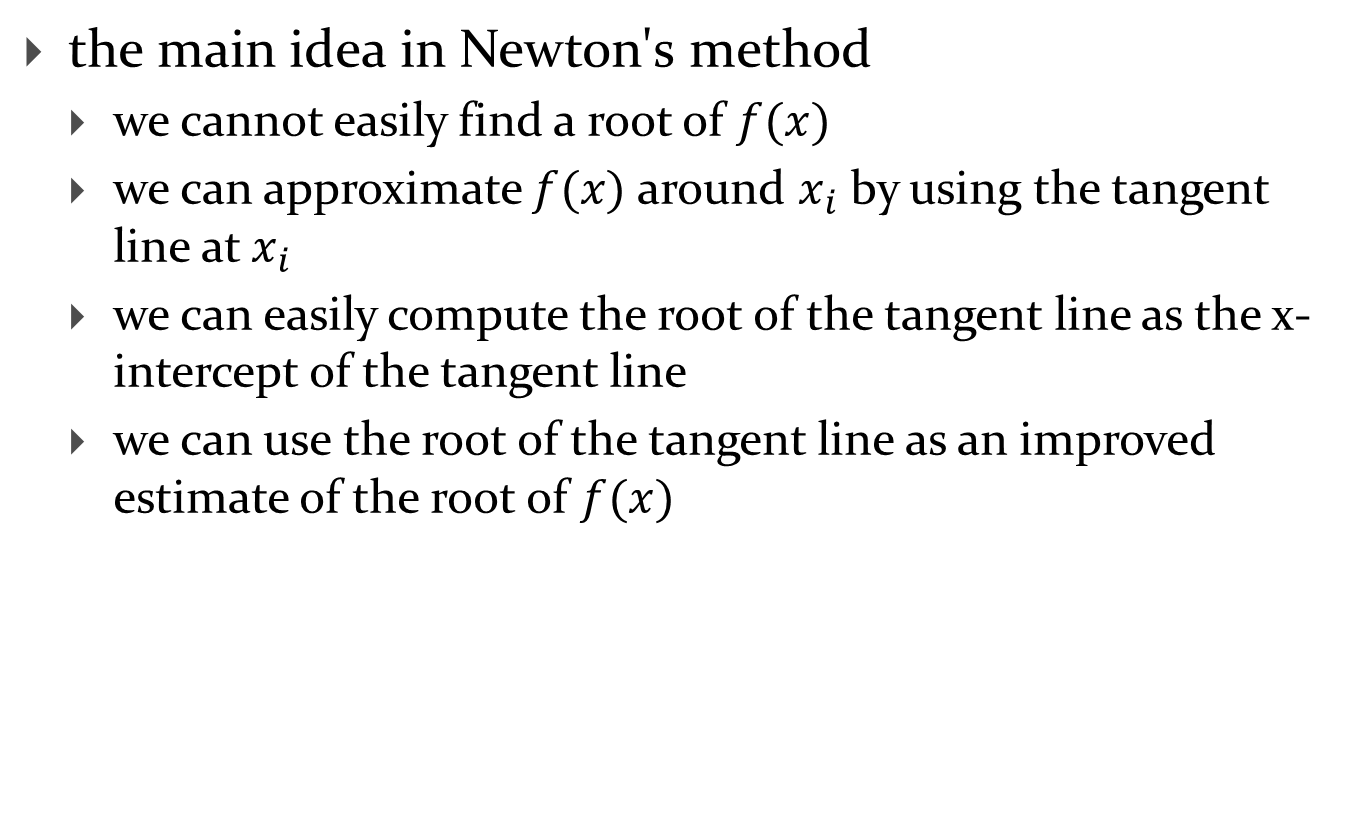 the main idea in Newton's method
we cannot easily find a root of f(x)
we can approximate f(x) around xᵢ by using the tangent
line at xᵢ
we can easily compute the root of the tangent line as the x-
intercept of the tangent line
we can use the root of the tangent line as an improved
estimate of the root of f(x)